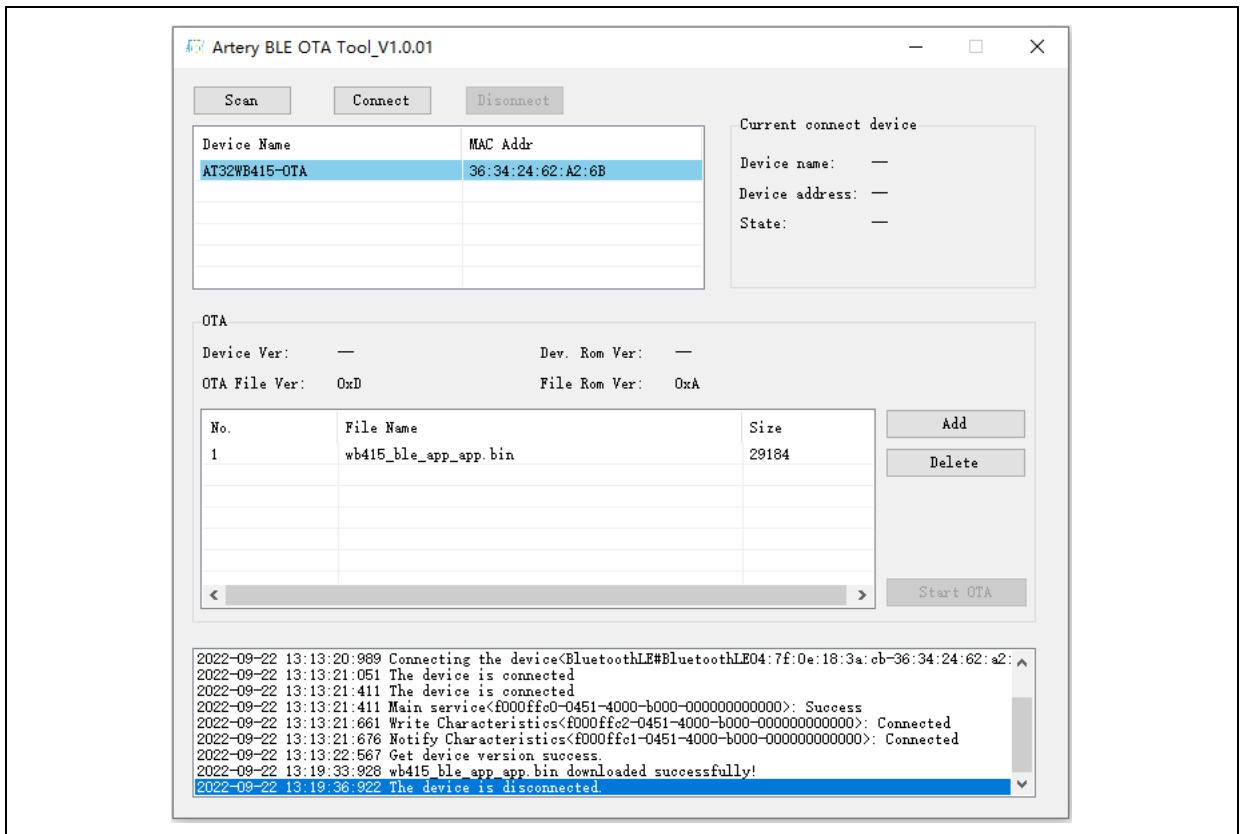 Artery BLE OTA Tool_V1.0.01
Scan Connect Disonnect
Device Name MAC Addr
AT32WB415-OTA 36:34:24:62:A2:6B
Current connect device
Device name: —
Device address: —
State: —
OTA
Device Ver: — Dev. Rom Ver: —
OTA File Ver: 0xD File Rom Ver: 0xA
No. File Name Size
1 wb415_ble_app_app.bin 29184
Add
Delete
Start OTA
2022-09-22 13:13:20:989 Connecting the device<BluetoothLE#BluetoothLE04:7f:0e:18:3a:cb-36:34:24:62:a2:
2022-09-22 13:13:21:051 The device is connected
2022-09-22 13:13:21:411 The device is connected
2022-09-22 13:13:21:411 Main service<f000ffc0-0451-4000-b000-000000000000>: Success
2022-09-22 13:13:21:661 Write Characteristics<f000ffc2-0451-4000-b000-000000000000>: Connected
2022-09-22 13:13:21:676 Notify Characteristics<f000ffc1-0451-4000-b000-000000000000>: Connected
2022-09-22 13:13:22:567 Get device version success.
2022-09-22 13:19:33:928 wb415_ble_app_app.bin downloaded successfully!
2022-09-22 13:19:36:922 The device is disconnected.